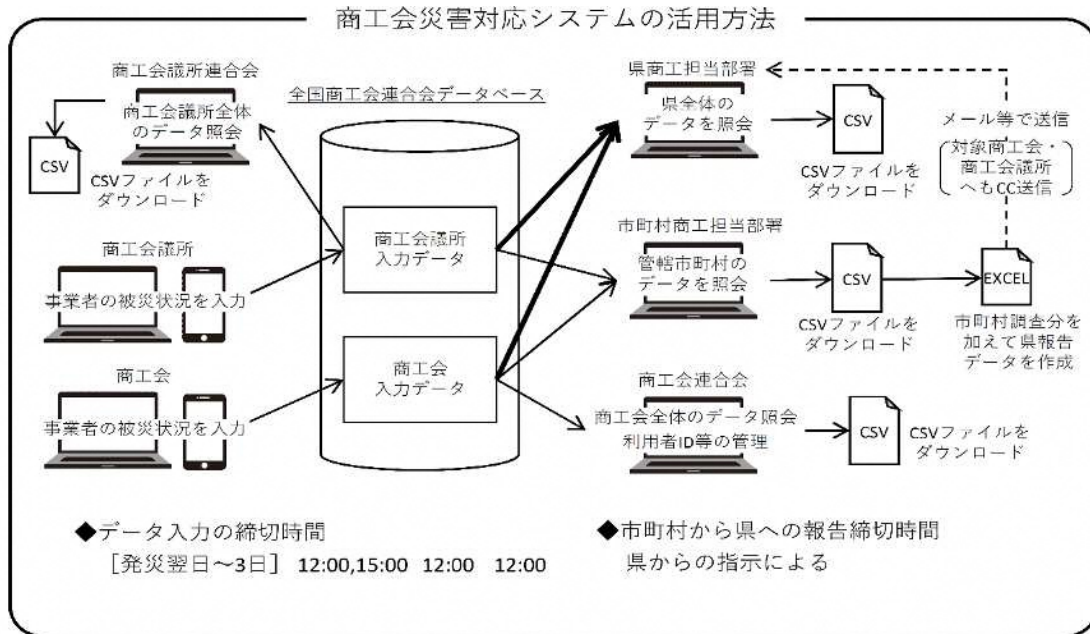 商工会災害対応システムの活用方法
商工会議所連合会
商工会議所全体
のデータ照会
CSV
CSVファイルを
ダウンロード
商工会議所
事業者の被災状況を入力
商工会
事業者の被災状況を入力
全国商工会連合会データベース
商工会議所
入力データ
商工会
入力データ
県商工担当部署
県全体の
データを照会
CSV
CSVファイルを
ダウンロード
メール等で送信
対象商工会・
商工会議所
へもCC送信
市町村商工担当部署
管轄市町村の
データを照会
CSV
CSVファイルを
ダウンロード
EXCEL
市町村調査分を
加えて県報告
データを作成
商工会連合会
商工会全体のデータ照会
利用者ID等の管理
CSV
CSVファイルを
ダウンロード
◆データ入力の締切時間
［発災翌日～3日］ 12:00,15:00 12:00 12:00
◆市町村から県への報告締切時間
県からの指示による